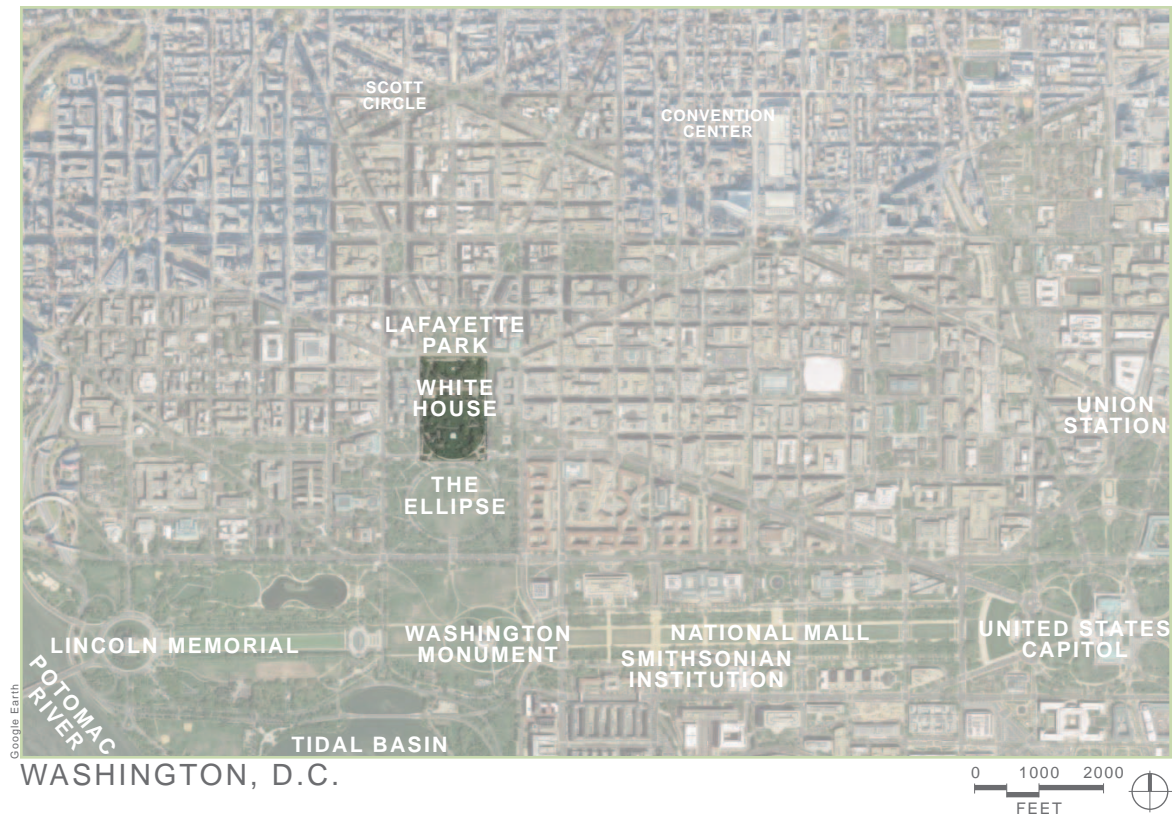 SCOTT
CIRCLE
CONVENTION
CENTER
LAFAYETTE
PARK
WHITE
HOUSE
UNION
STATION
THE
ELLIPSE
LINCOLN MEMORIAL
WASHINGTON
MONUMENT
NATIONAL MALL
SMITHSONIAN
INSTITUTION
UNITED STATES
CAPITOL
POTOMAC
RIVER
TIDAL BASIN
Google Earth
WASHINGTON, D.C.
0 1000 2000
FEET